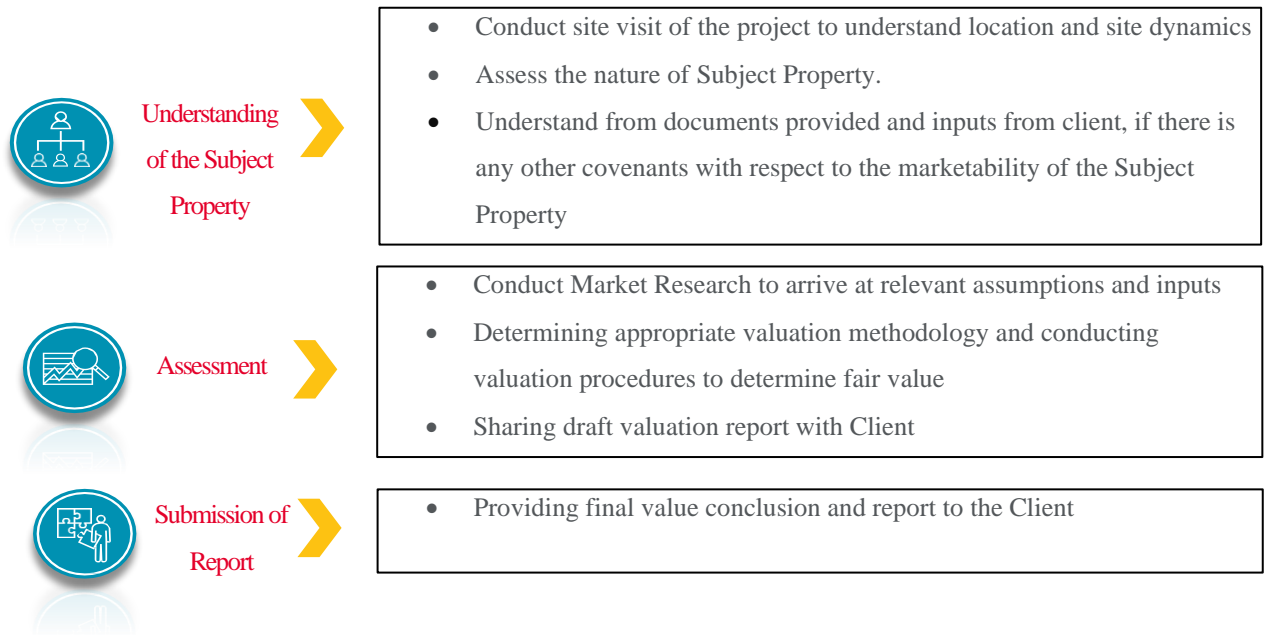 Understanding
of the Subject
Property
• Conduct site visit of the project to understand location and site dynamics
• Assess the nature of Subject Property.
• Understand from documents provided and inputs from client, if there is
any other covenants with respect to the marketability of the Subject
Property
Assessment
• Conduct Market Research to arrive at relevant assumptions and inputs
• Determining appropriate valuation methodology and conducting
valuation procedures to determine fair value
• Sharing draft valuation report with Client
Submission of
Report
• Providing final value conclusion and report to the Client